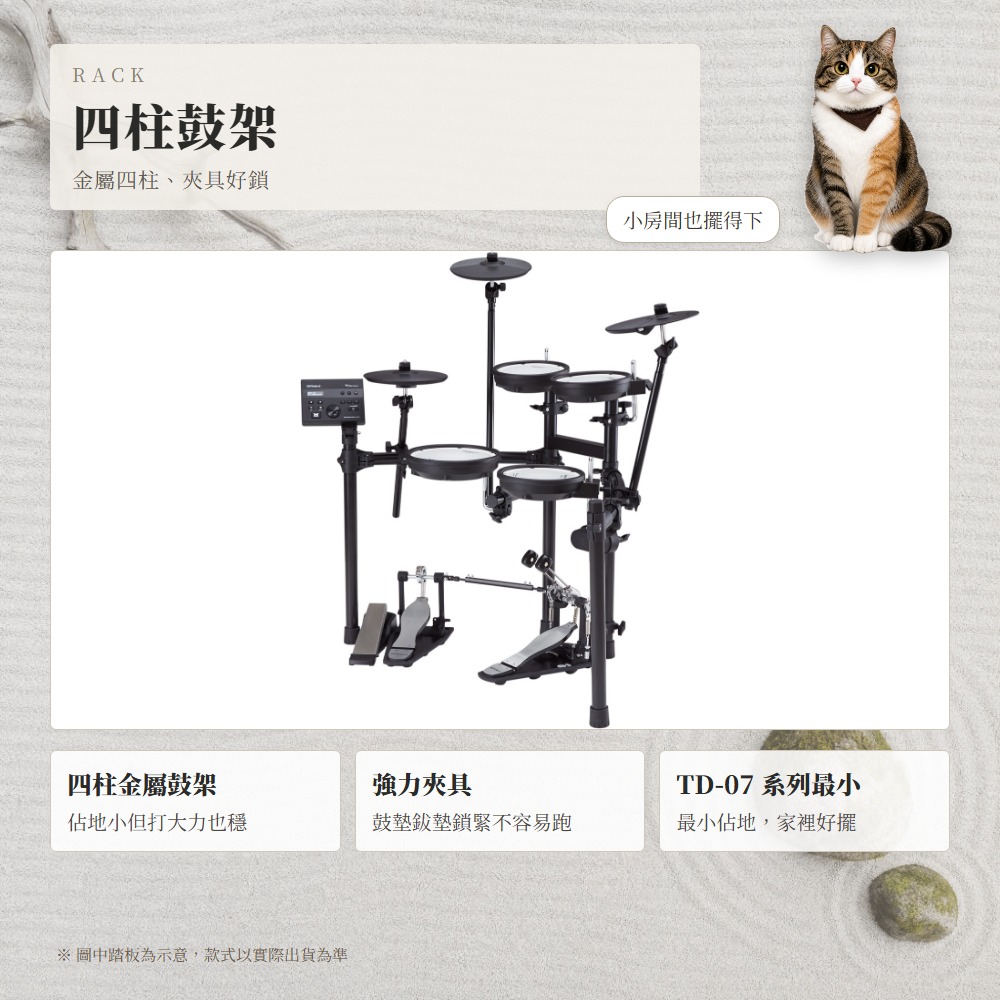 RACK
四柱鼓架
金屬四柱、夾具好鎖
小房間也擺得下
四柱金屬鼓架
佔地小但打大力也穩
強力夾具
鼓墊鈸墊鎖緊不容易跑
TD-07 系列最小
最小佔地，家裡好擺
※ 圖中踏板為示意，款式以實際出貨為準